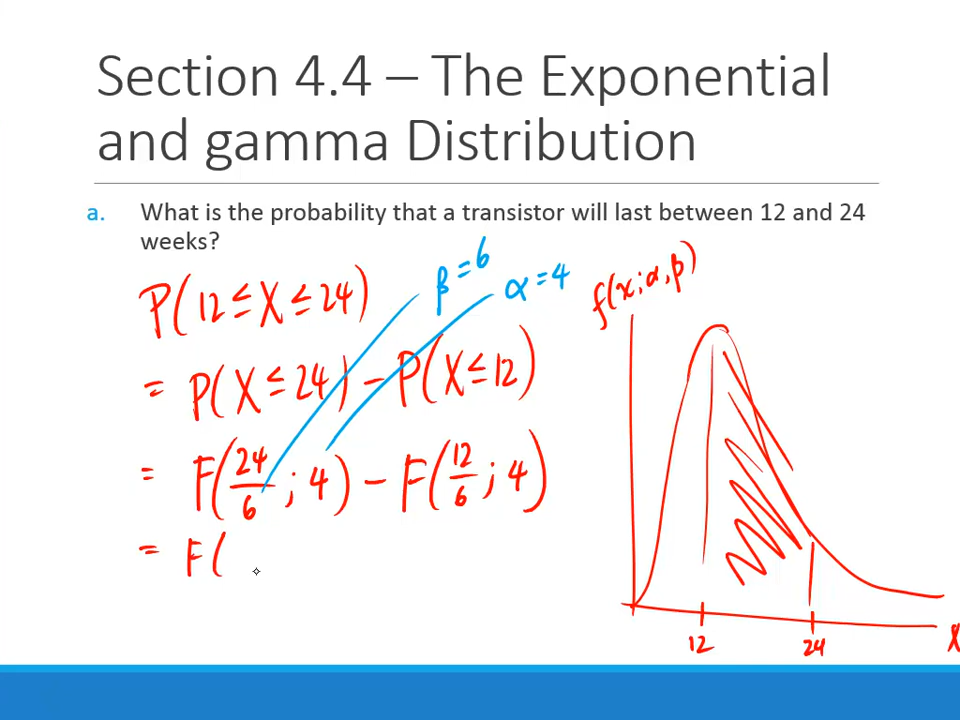 Section 4.4 – The Exponential
and gamma Distribution
a. What is the probability that a transistor will last between 12 and 24
weeks?
β=6
α=4
f(x;α,β)
P(12≤X≤24)
= P(X≤24) – P(X≤12)
= F(24/6 ; 4) – F(12/6 ; 4)
= F(
12
24
X